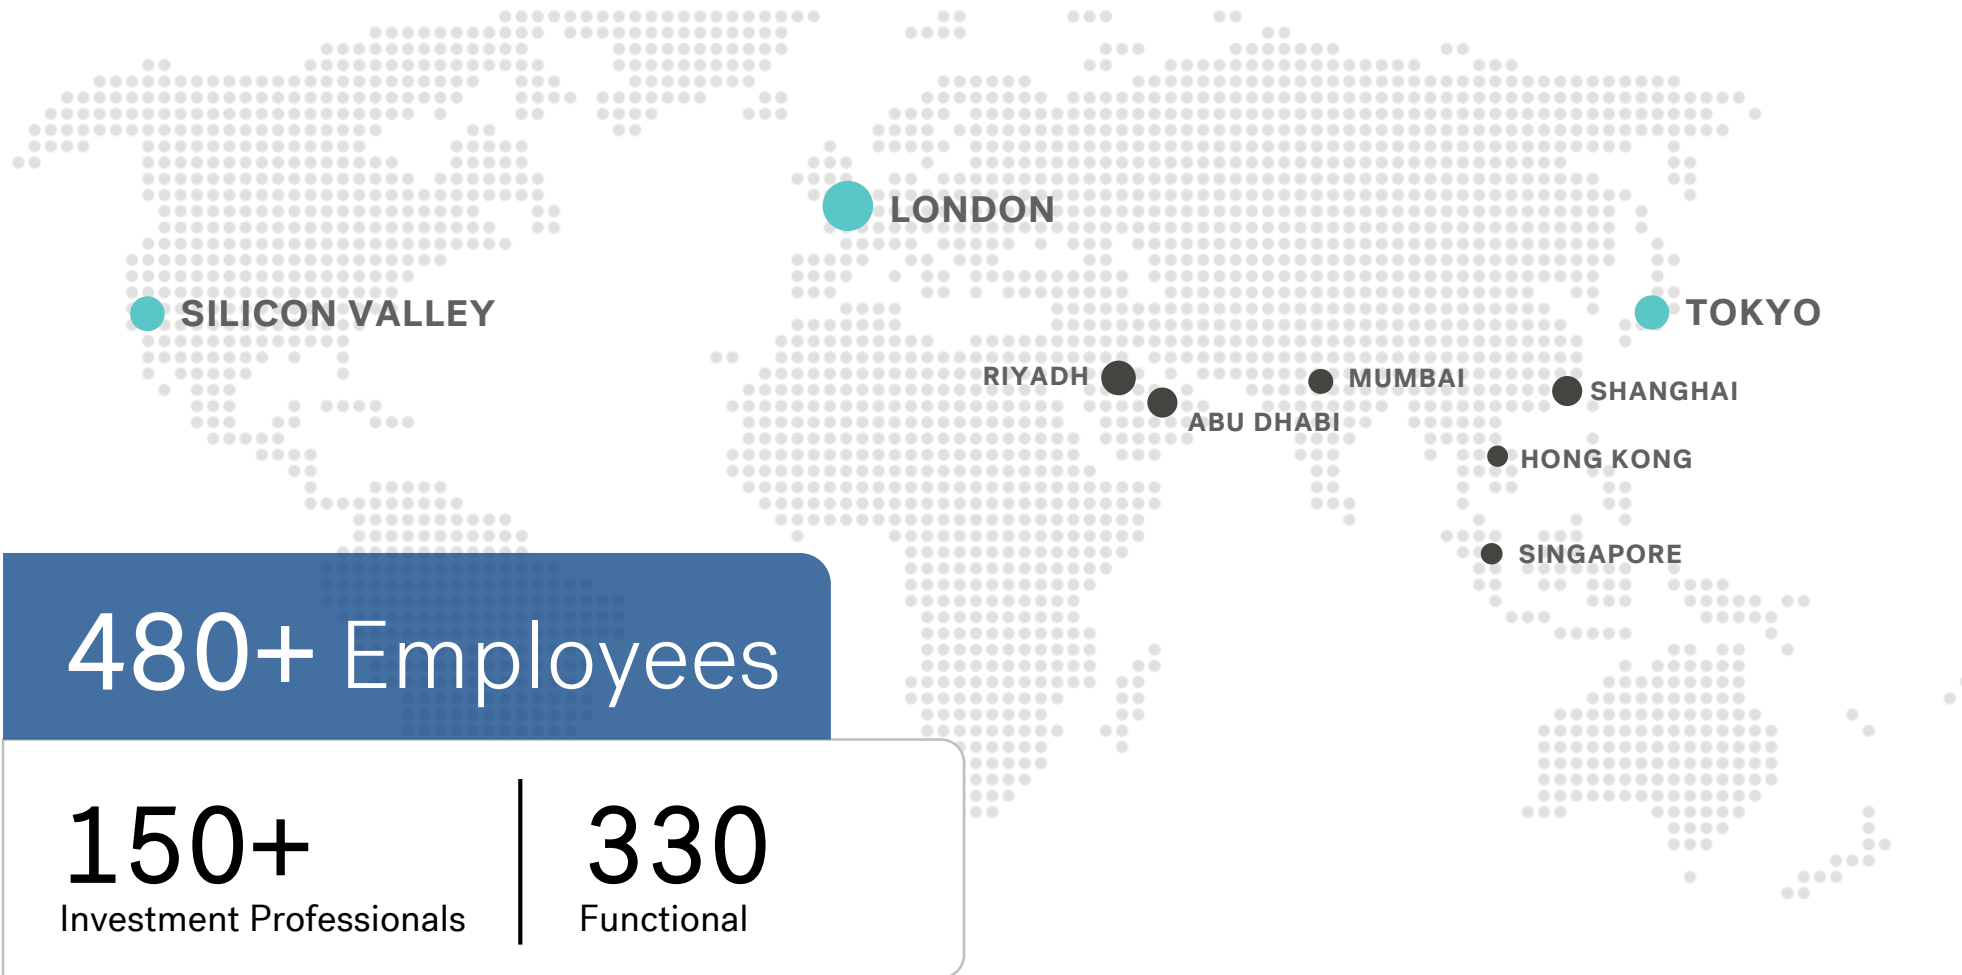 LONDON
SILICON VALLEY
TOKYO
RIYADH
MUMBAI
SHANGHAI
ABU DHABI
HONG KONG
SINGAPORE
480+ Employees
150+
Investment Professionals
330
Functional